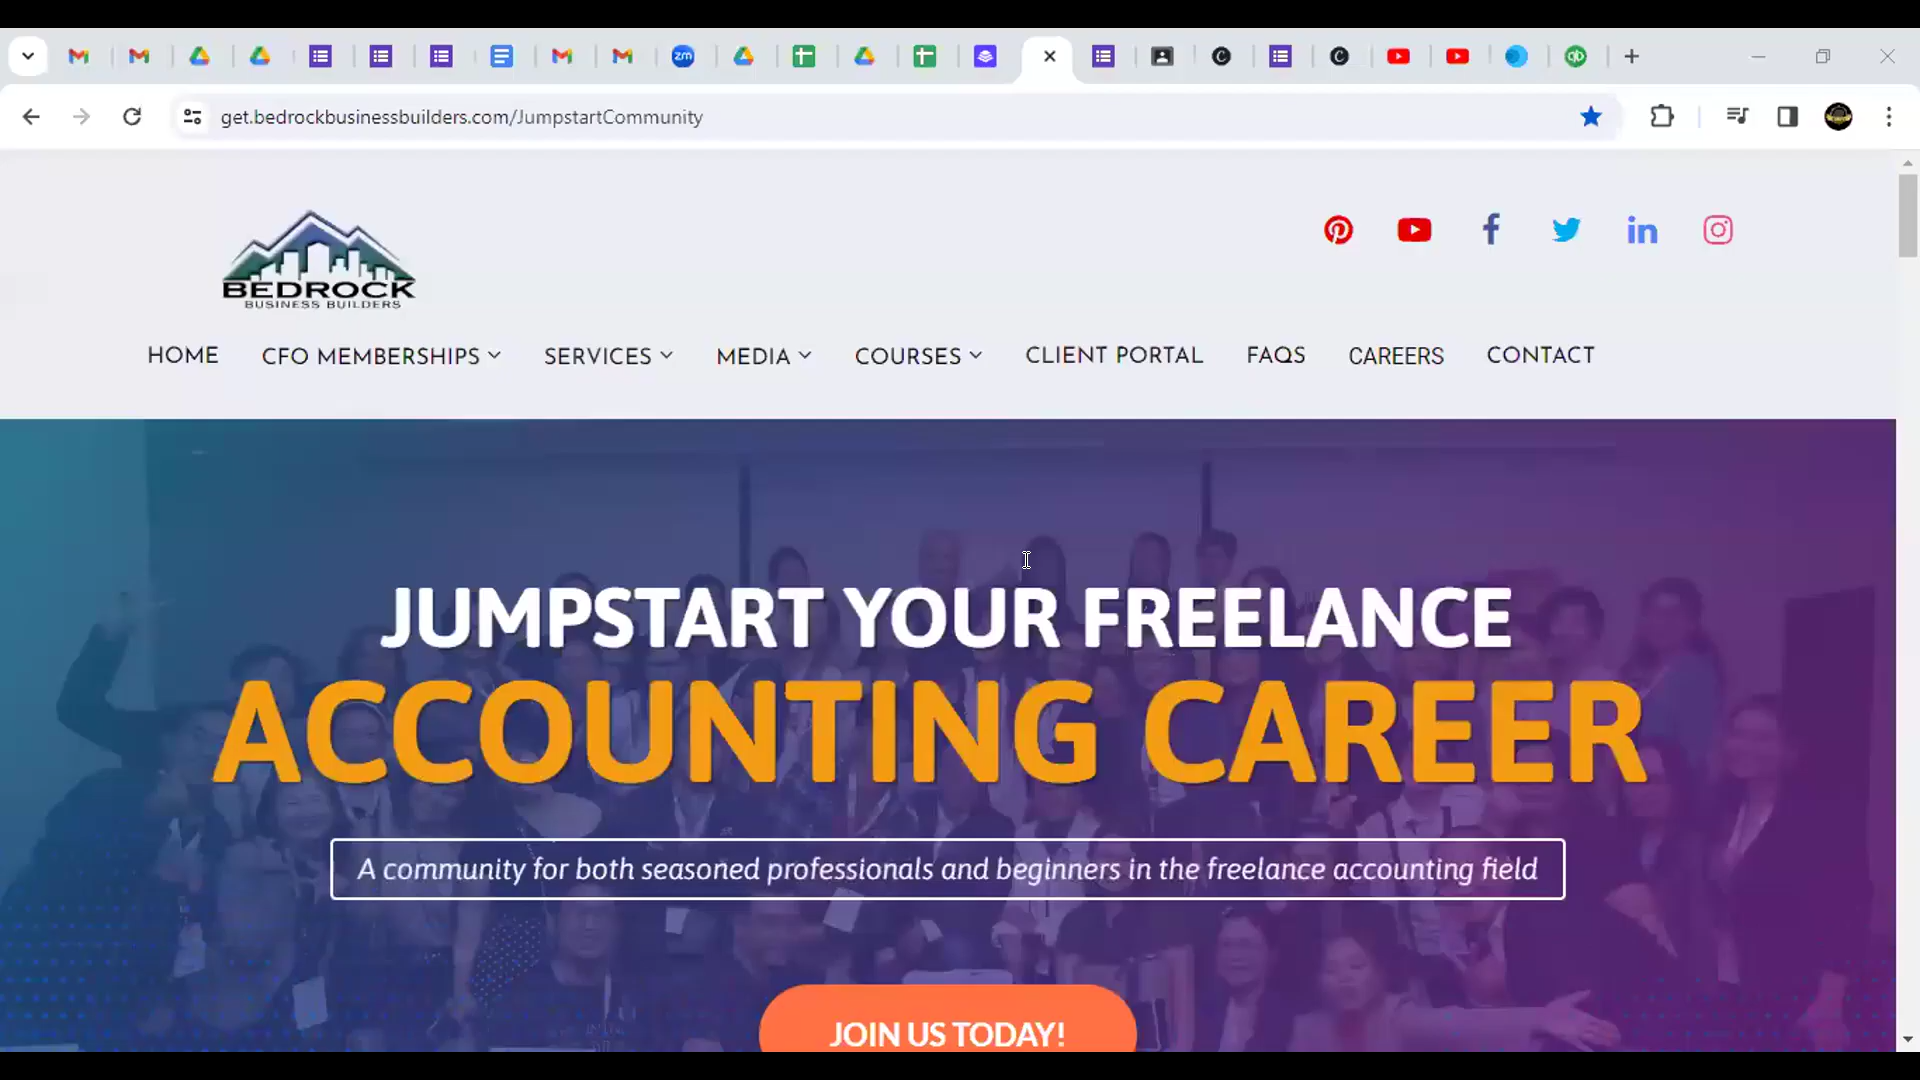 zm
C
C
qb
get.bedrockbusinessbuilders.com/JumpstartCommunity
BEDROCK
BUSINESS BUILDERS
HOME CFO MEMBERSHIPS SERVICES MEDIA COURSES CLIENT PORTAL FAQS CAREERS CONTACT
JUMPSTART YOUR FREELANCE
ACCOUNTING CAREER
A community for both seasoned professionals and beginners in the freelance accounting field
JOIN US TODAY!